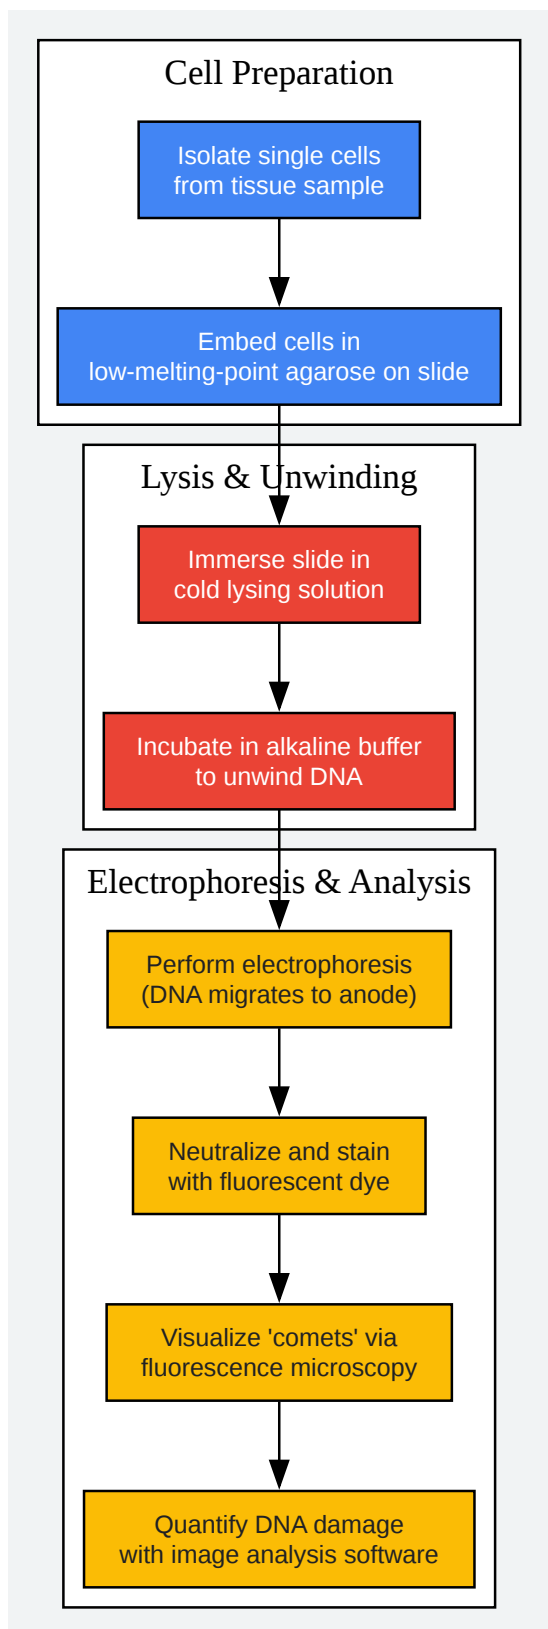 Cell Preparation
Isolate single cells
from tissue sample
Embed cells in
low-melting-point agarose on slide
Lysis & Unwinding
Immerse slide in
cold lysing solution
Incubate in alkaline buffer
to unwind DNA
Electrophoresis & Analysis
Perform electrophoresis
(DNA migrates to anode)
Neutralize and stain
with fluorescent dye
Visualize 'comets' via
fluorescence microscopy
Quantify DNA damage
with image analysis software